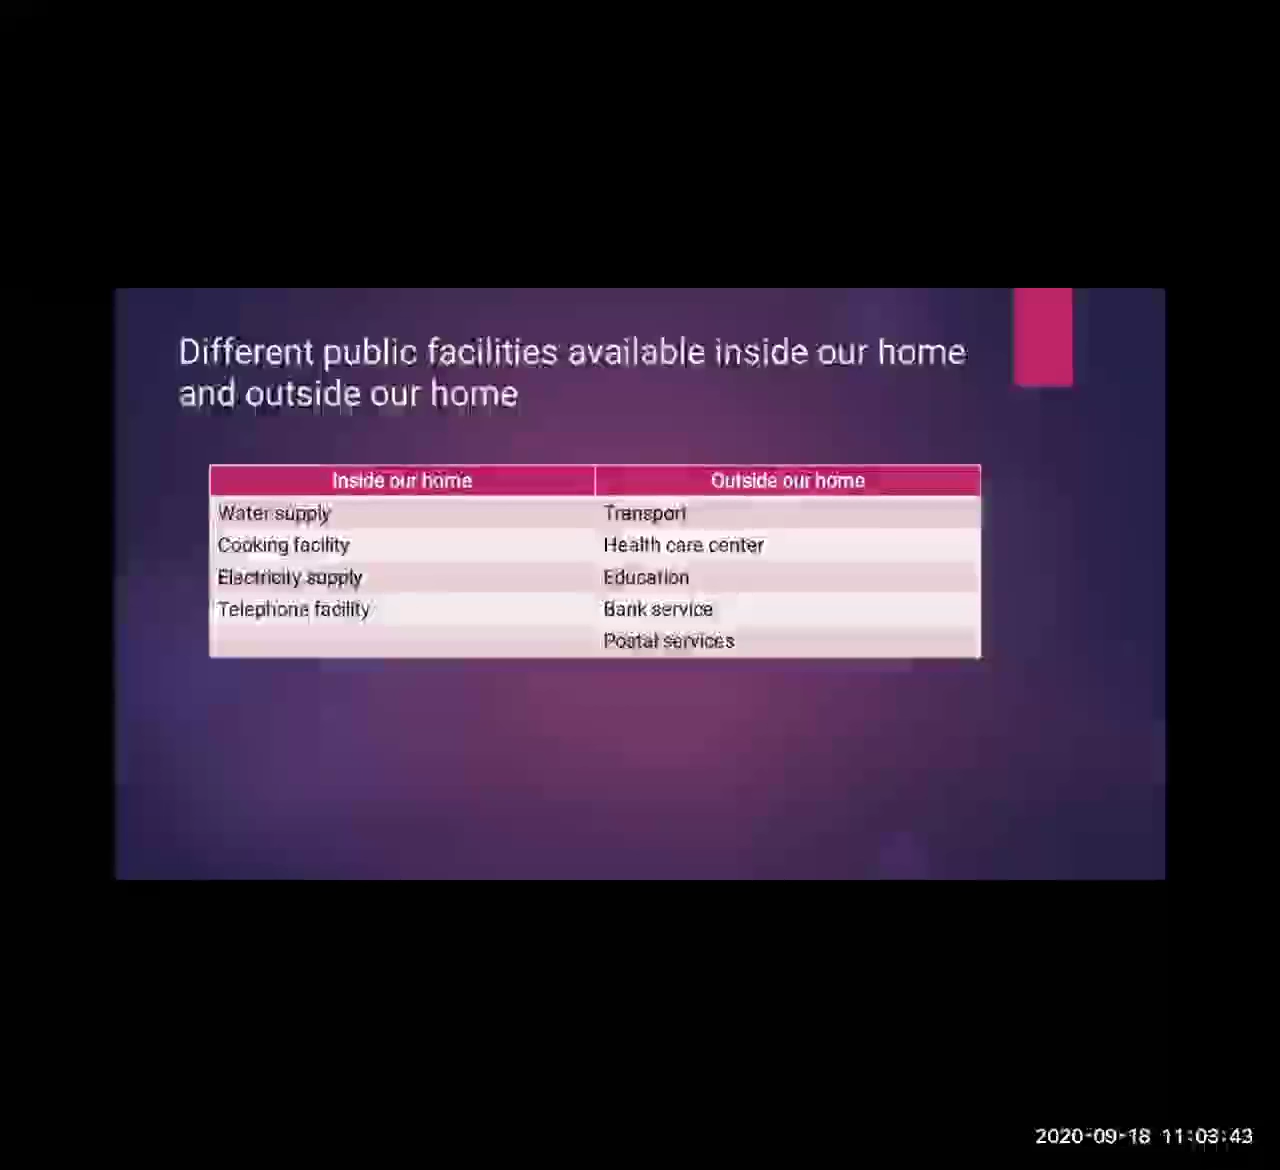 Different public facilities available inside our home
and outside our home
Inside our home Outside our home
Water supply Transport
Cooking facility Health care center
Electricity supply Education
Telephone facility Bank service
Postal services
2020-09-18 11:03:43